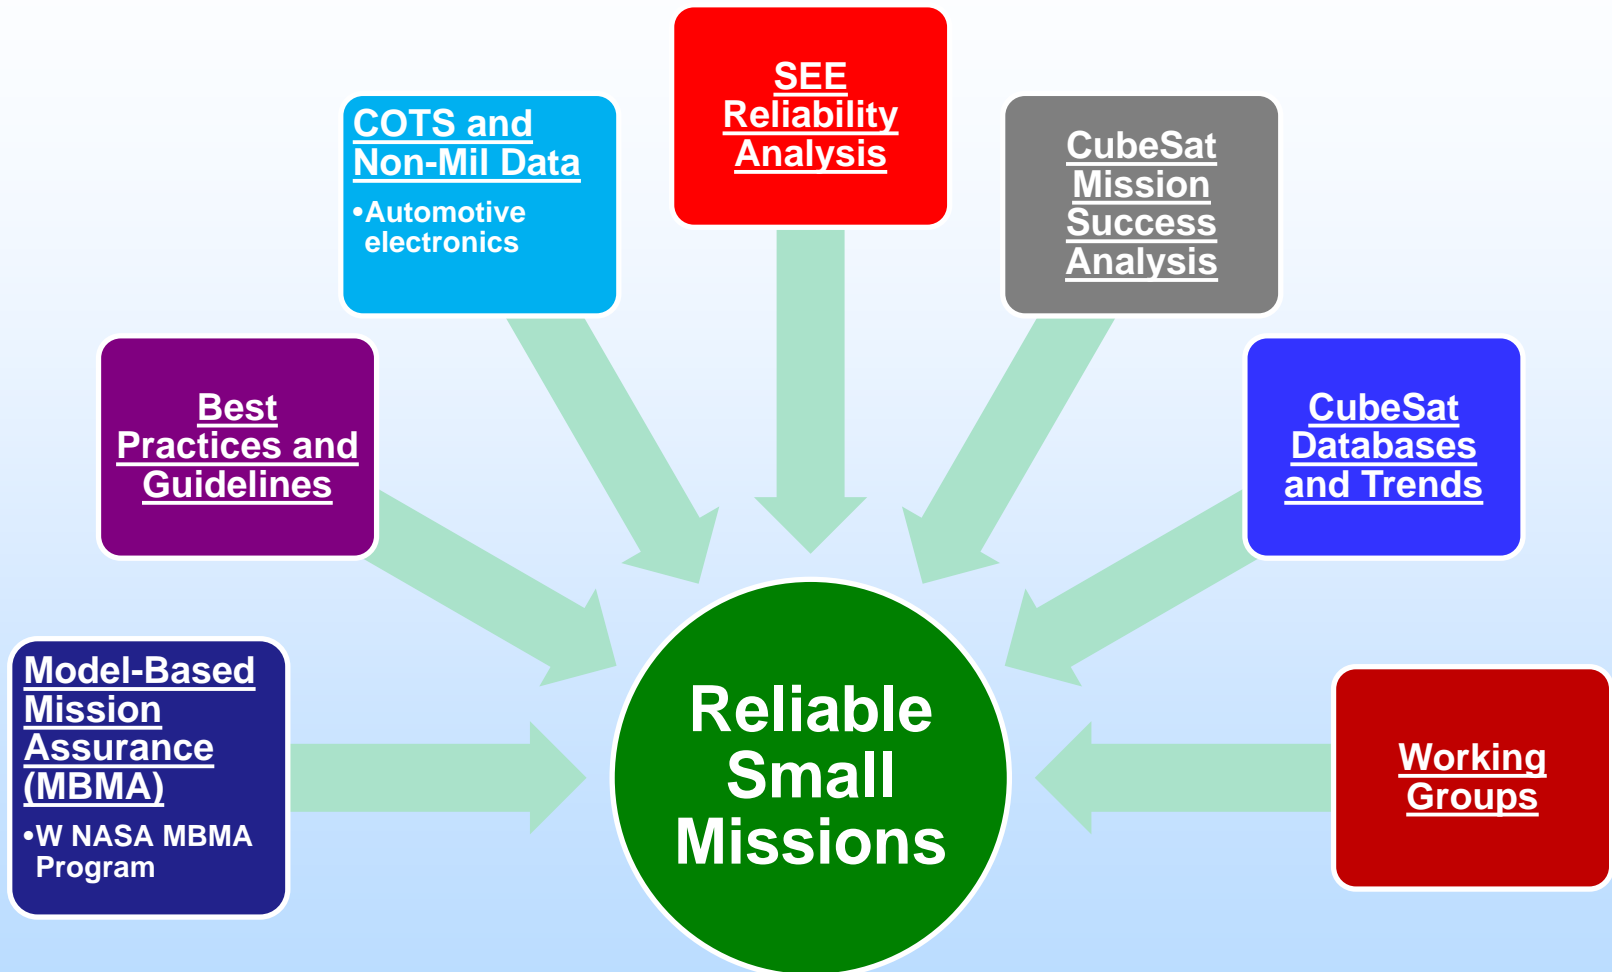 Model-Based
Mission
Assurance
(MBMA)
•W NASA MBMA
Program
Best
Practices and
Guidelines
COTS and
Non-Mil Data
•Automotive
electronics
SEE
Reliability
Analysis
CubeSat
Mission
Success
Analysis
CubeSat
Databases
and Trends
Working
Groups
Reliable
Small
Missions